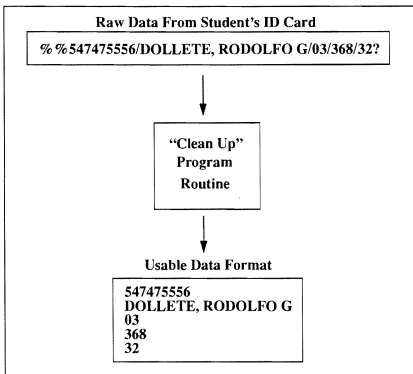 Raw Data From Student's ID Card
%%547475556/DOLLETE, RODOLFO G/03/368/32?
"Clean Up"
Program
Routine
Usable Data Format
547475556
DOLLETE, RODOLFO G
03
368
32